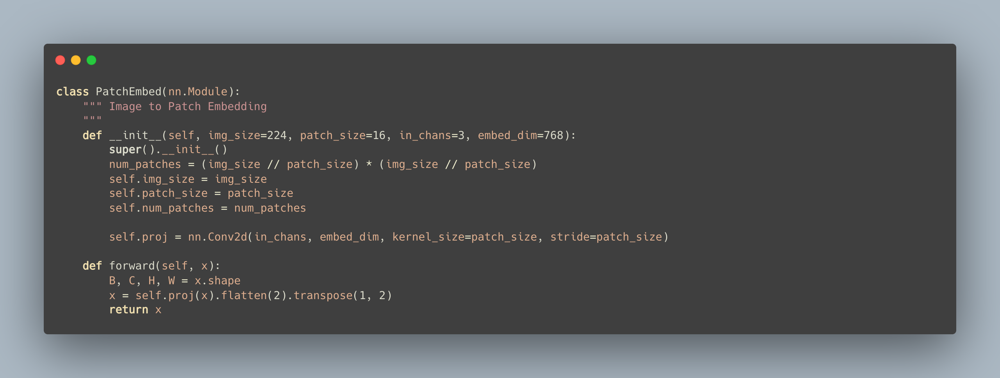 class PatchEmbed(nn.Module):
    """ Image to Patch Embedding
    """
    def __init__(self, img_size=224, patch_size=16, in_chans=3, embed_dim=768):
        super().__init__()
        num_patches = (img_size // patch_size) * (img_size // patch_size)
        self.img_size = img_size
        self.patch_size = patch_size
        self.num_patches = num_patches

        self.proj = nn.Conv2d(in_chans, embed_dim, kernel_size=patch_size, stride=patch_size)

    def forward(self, x):
        B, C, H, W = x.shape
        x = self.proj(x).flatten(2).transpose(1, 2)
        return x